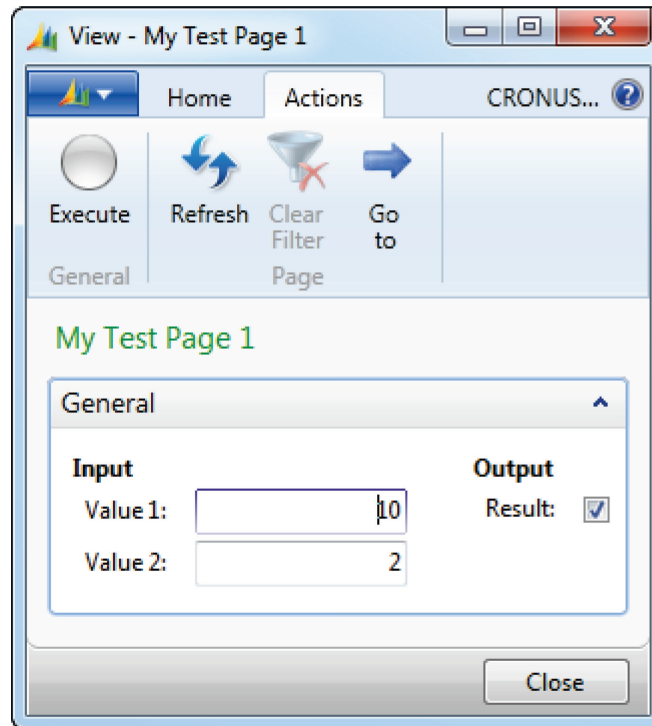 View - My Test Page 1
Home Actions CRONUS...
Execute Refresh Clear Filter Go to
General Page
My Test Page 1
General
Input Output
Value 1: 10 Result:
Value 2: 2
Close